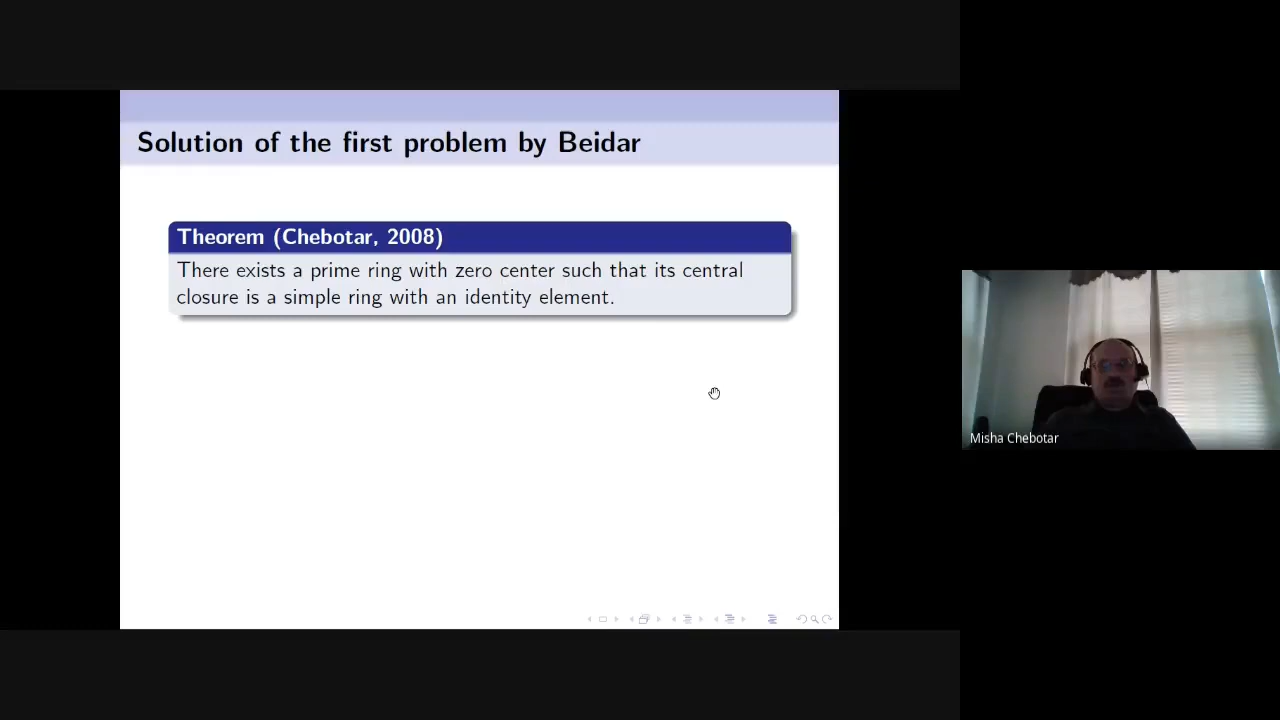 Solution of the first problem by Beidar
Theorem (Chebotar, 2008)
There exists a prime ring with zero center such that its central
closure is a simple ring with an identity element.
Misha Chebotar